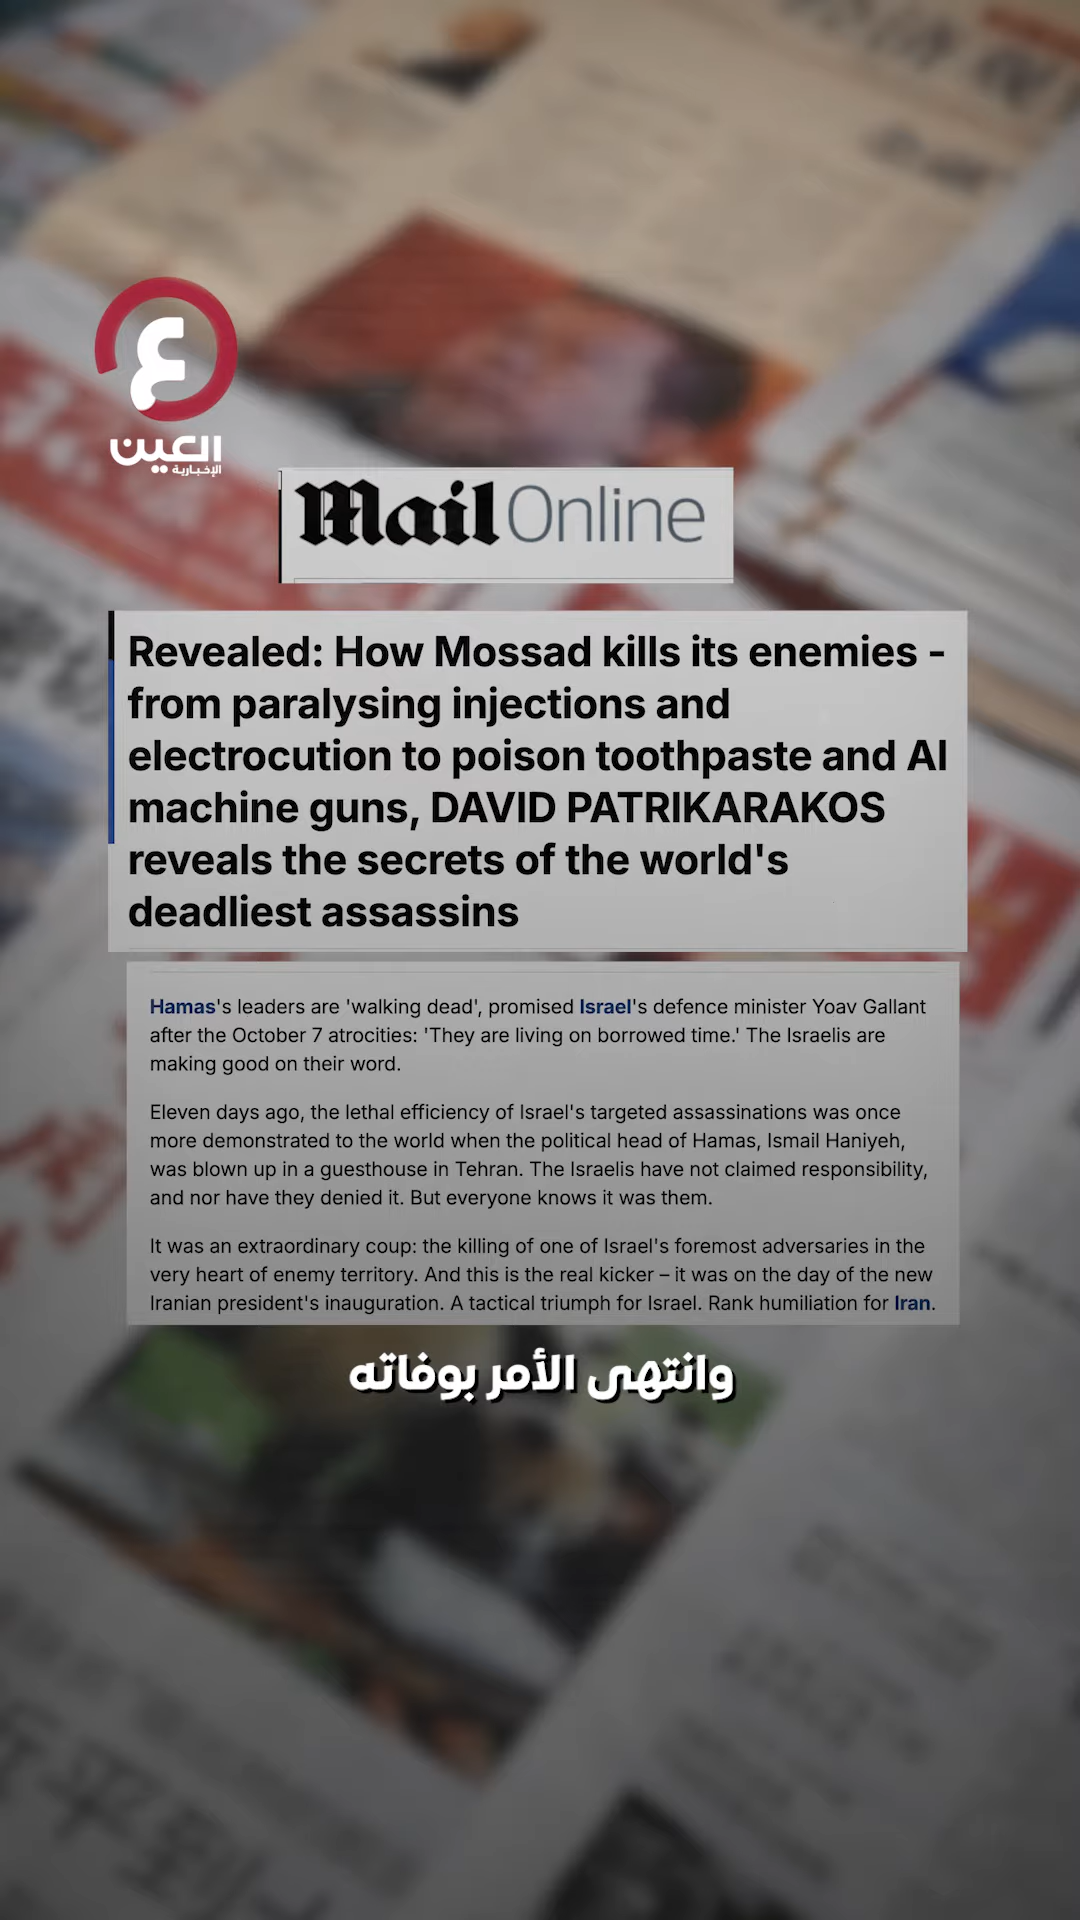 العين
الإخبارية
Mail Online
Revealed: How Mossad kills its enemies -
from paralysing injections and
electrocution to poison toothpaste and AI
machine guns, DAVID PATRIKARAKOS
reveals the secrets of the world's
deadliest assassins
Hamas's leaders are 'walking dead', promised Israel's defence minister Yoav Gallant
after the October 7 atrocities: 'They are living on borrowed time.' The Israelis are
making good on their word.
Eleven days ago, the lethal efficiency of Israel's targeted assassinations was once
more demonstrated to the world when the political head of Hamas, Ismail Haniyeh,
was blown up in a guesthouse in Tehran. The Israelis have not claimed responsibility,
and nor have they denied it. But everyone knows it was them.
It was an extraordinary coup: the killing of one of Israel's foremost adversaries in the
very heart of enemy territory. And this is the real kicker – it was on the day of the new
Iranian president's inauguration. A tactical triumph for Israel. Rank humiliation for Iran.
وانتهى الأمر بوفاته